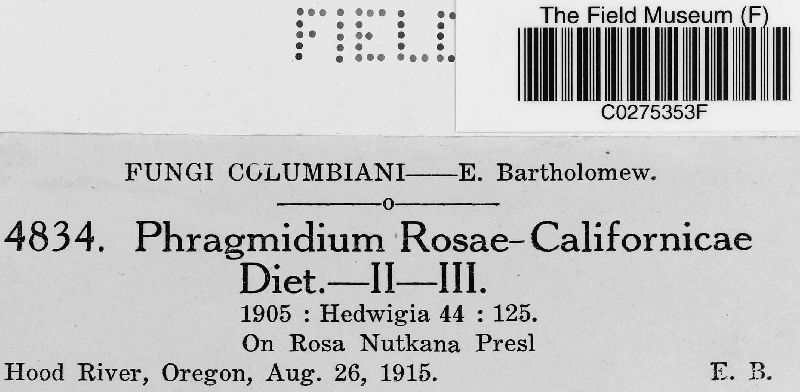 FIELD
The Field Museum (F)
C0275353F
FUNGI COLUMBIANI——E. Bartholomew.
o
4834. Phragmidium Rosae-Californicae
Diet.—II—III.
1905 : Hedwigia 44 : 125.
On Rosa Nutkana Presl
Hood River, Oregon, Aug. 26, 1915. E. B.